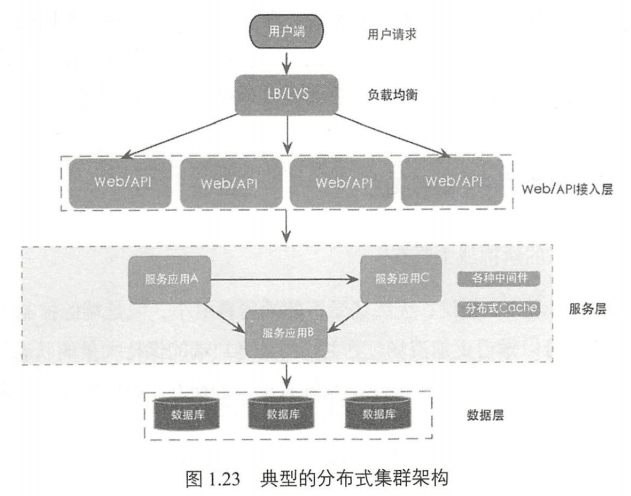 用户端
用户请求
LB/LVS
负载均衡
Web/API
Web/API
Web/API
Web/API
Web/API接入层
服务应用A
服务应用C
各种中间件
分布式Cache
服务层
服务应用B
数据库
数据库
数据库
数据层
图 1.23 典型的分布式集群架构